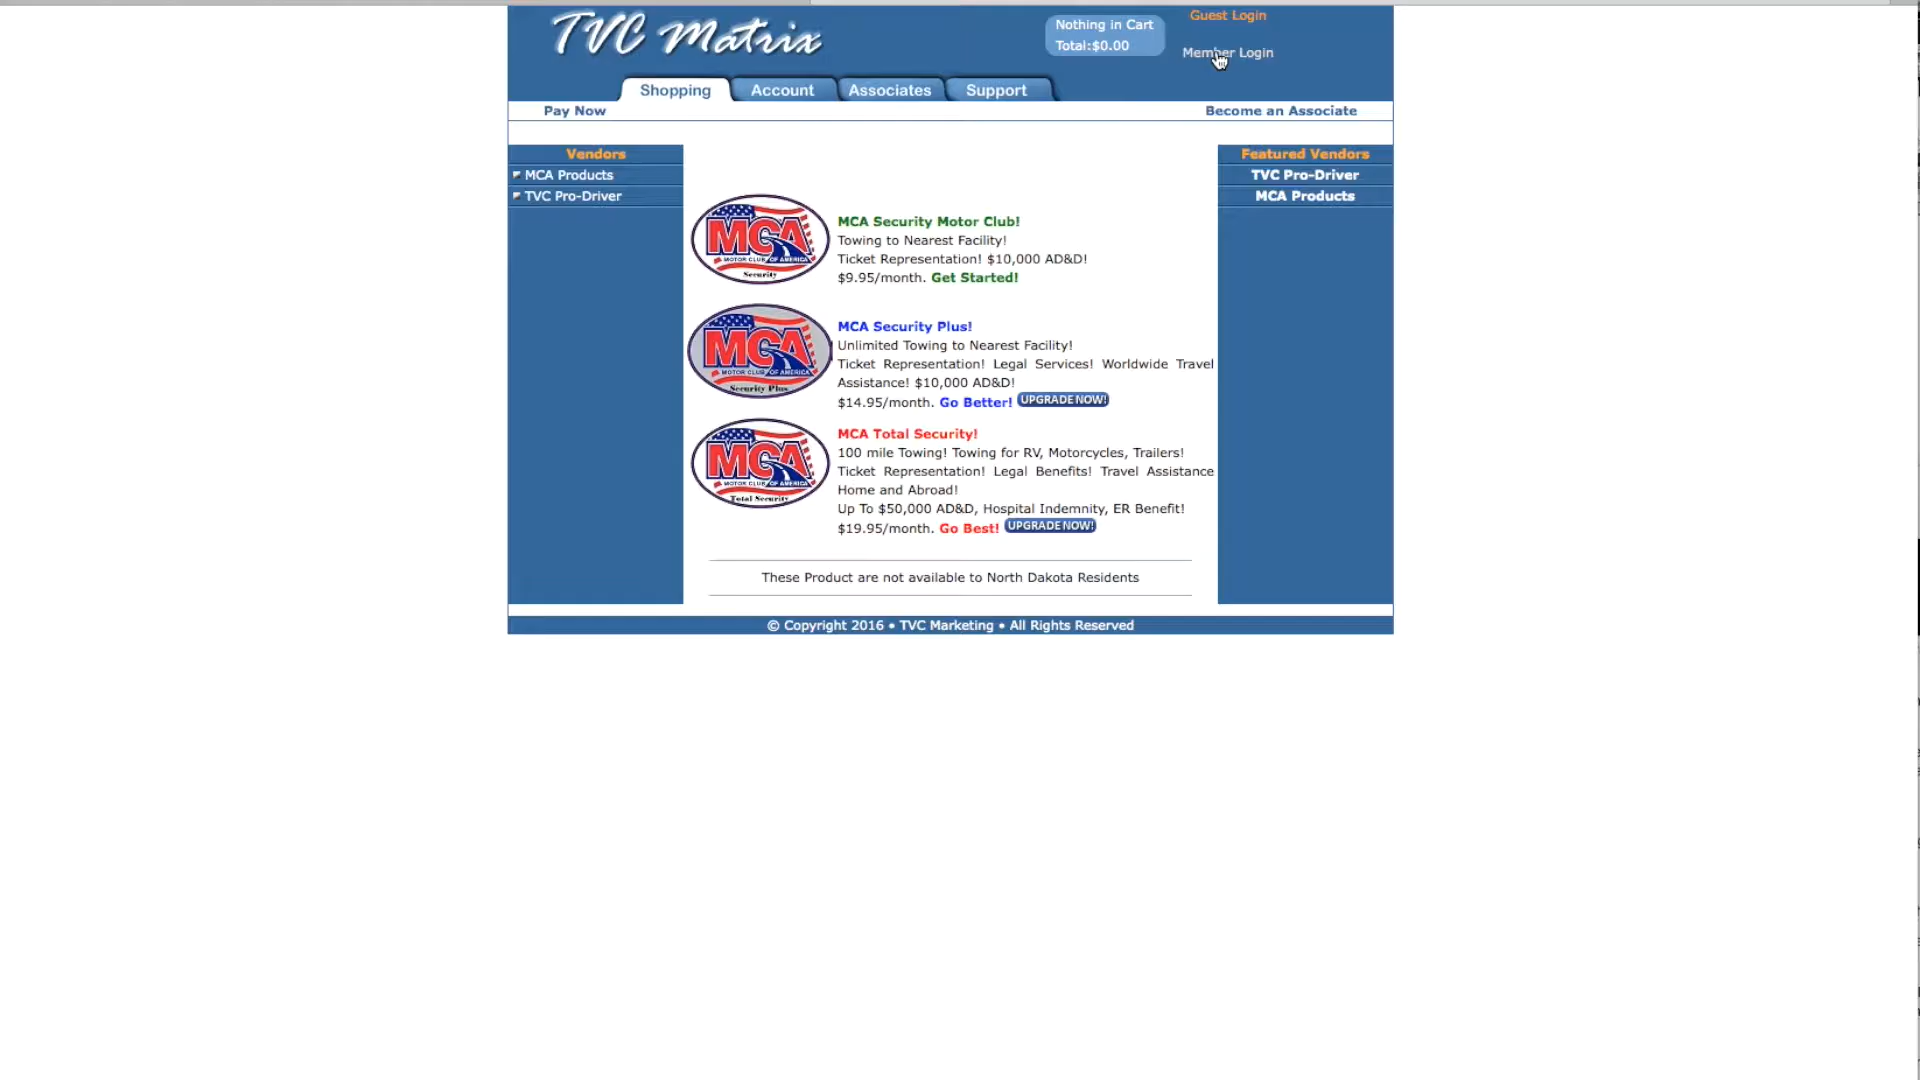 TVC Matrix
Nothing in Cart
Total:$0.00
Guest Login
Member Login
Shopping
Account
Associates
Support
Pay Now
Become an Associate
Vendors
MCA Products
TVC Pro-Driver
MCA
MOTOR CLUB OF AMERICA
Security
MCA Security Motor Club!
Towing to Nearest Facility!
Ticket Representation! $10,000 AD&D!
$9.95/month. Get Started!
MCA
MOTOR CLUB OF AMERICA
Security Plus
MCA Security Plus!
Unlimited Towing to Nearest Facility!
Ticket Representation! Legal Services! Worldwide Travel
Assistance! $10,000 AD&D!
$14.95/month. Go Better! UPGRADE NOW!
MCA
MOTOR CLUB OF AMERICA
Total Security
MCA Total Security!
100 mile Towing! Towing for RV, Motorcycles, Trailers!
Ticket Representation! Legal Benefits! Travel Assistance
Home and Abroad!
Up To $50,000 AD&D, Hospital Indemnity, ER Benefit!
$19.95/month. Go Best! UPGRADE NOW!
These Product are not available to North Dakota Residents
Featured Vendors
TVC Pro-Driver
MCA Products
© Copyright 2016 • TVC Marketing • All Rights Reserved